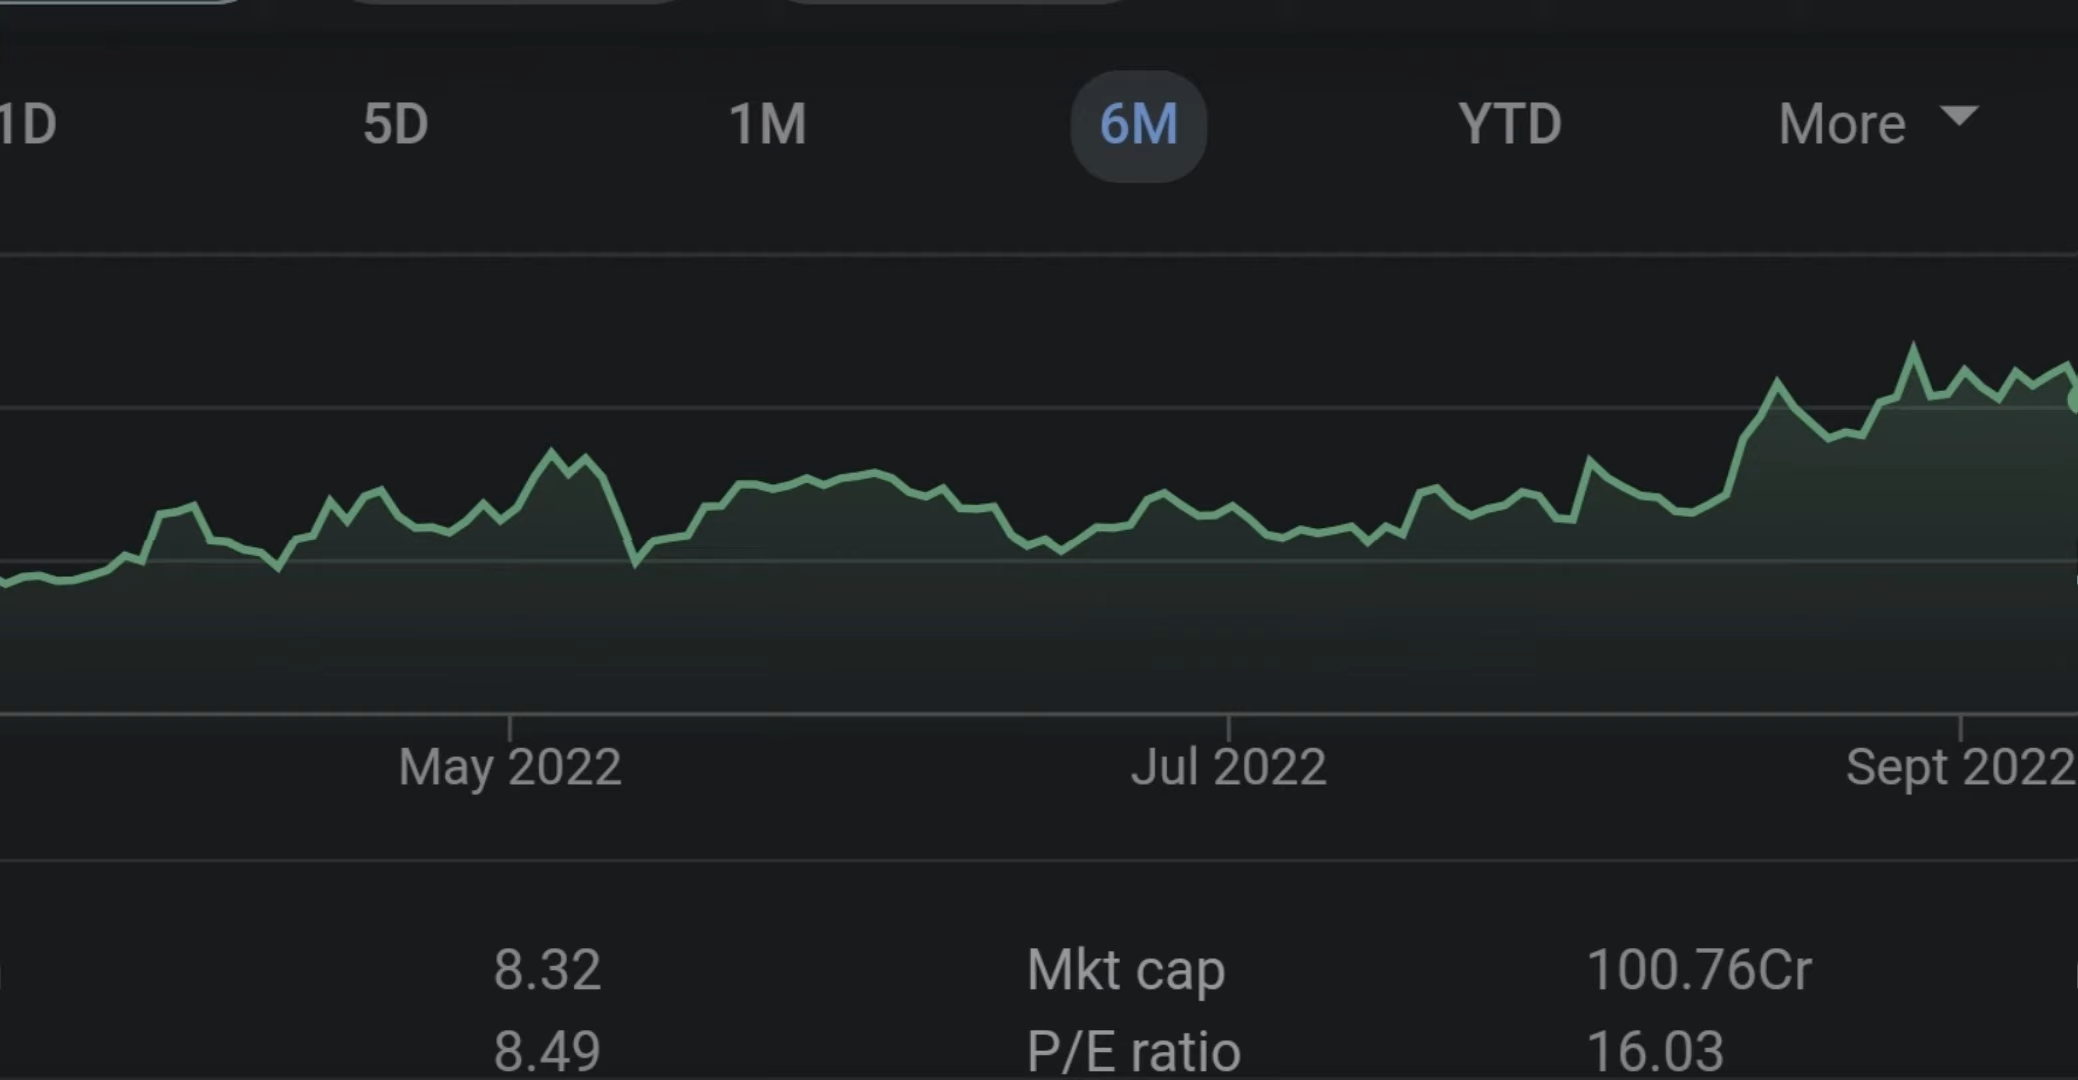 1D 5D 1M 6M YTD More
May 2022 Jul 2022 Sept 2022
8.32 Mkt cap 100.76Cr
8.49 P/E ratio 16.03